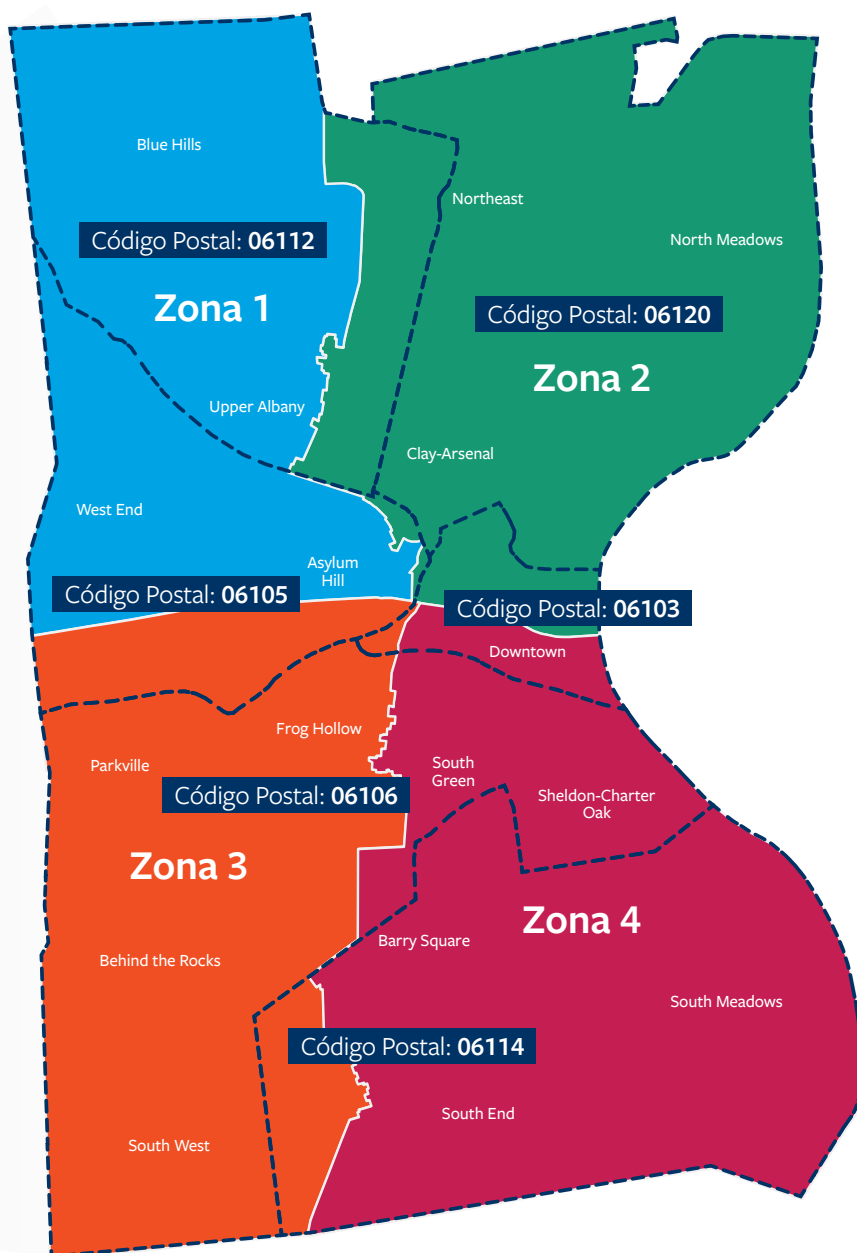 Blue Hills
Northeast
Código Postal: 06112
North Meadows
Zona 1
Código Postal: 06120
Zona 2
Upper Albany
Clay-Arsenal
West End
Asylum
Hill
Código Postal: 06105
Código Postal: 06103
Downtown
Frog Hollow
Parkville
South
Green
Código Postal: 06106
Sheldon-Charter
Oak
Zona 3
Zona 4
Barry Square
Behind the Rocks
South Meadows
Código Postal: 06114
South End
South West